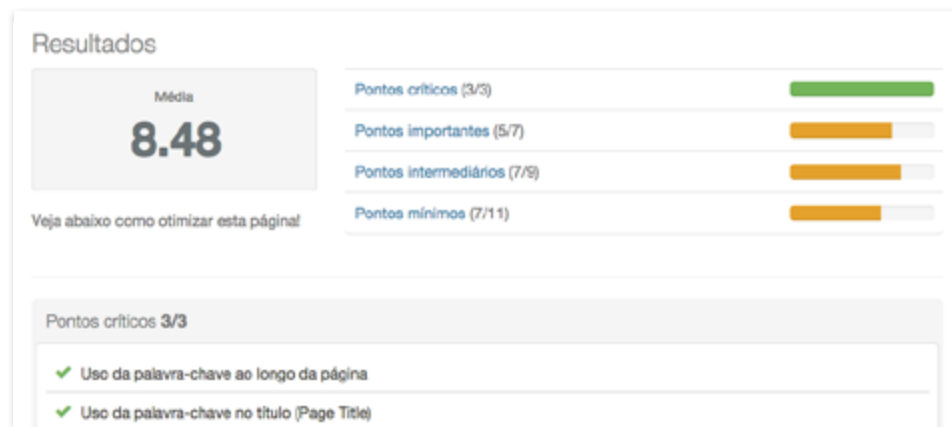 Resultados
Média
8.48
Veja abaixo como otimizar esta página!
Pontos críticos (3/3)
Pontos importantes (5/7)
Pontos intermediários (7/9)
Pontos mínimos (7/11)
Pontos críticos 3/3
Uso da palavra-chave ao longo da página
Uso da palavra-chave no título (Page Title)